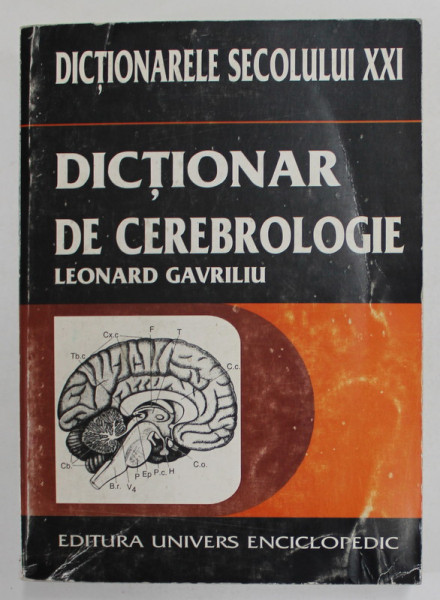 DICȚIONARELE SECOLULUI XXI
DICȚIONAR
DE CEREBROLOGIE
LEONARD GAVRILIU
Cx.c F T
Tb.c C.c.
Cb. P Ep P.c. H C.o.
B.r. V4
EDITURA UNIVERS ENCICLOPEDIC